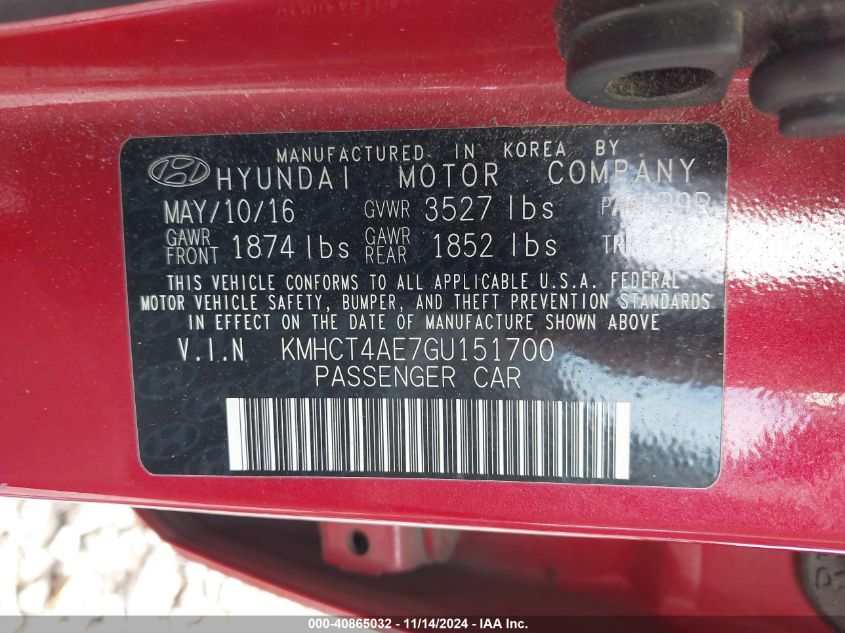 MANUFACTURED IN KOREA BY
HYUNDAI MOTOR COMPANY
MAY/10/16 GVWR 3527 lbs
GAWR FRONT 1874 lbs GAWR REAR 1852 lbs
THIS VEHICLE CONFORMS TO ALL APPLICABLE U.S.A. FEDERAL
MOTOR VEHICLE SAFETY, BUMPER, AND THEFT PREVENTION STANDARDS
IN EFFECT ON THE DATE OF MANUFACTURE SHOWN ABOVE
V.I.N KMHCT4AE7GU151700
PASSENGER CAR
000-40865032 - 11/14/2024 - IAA Inc.